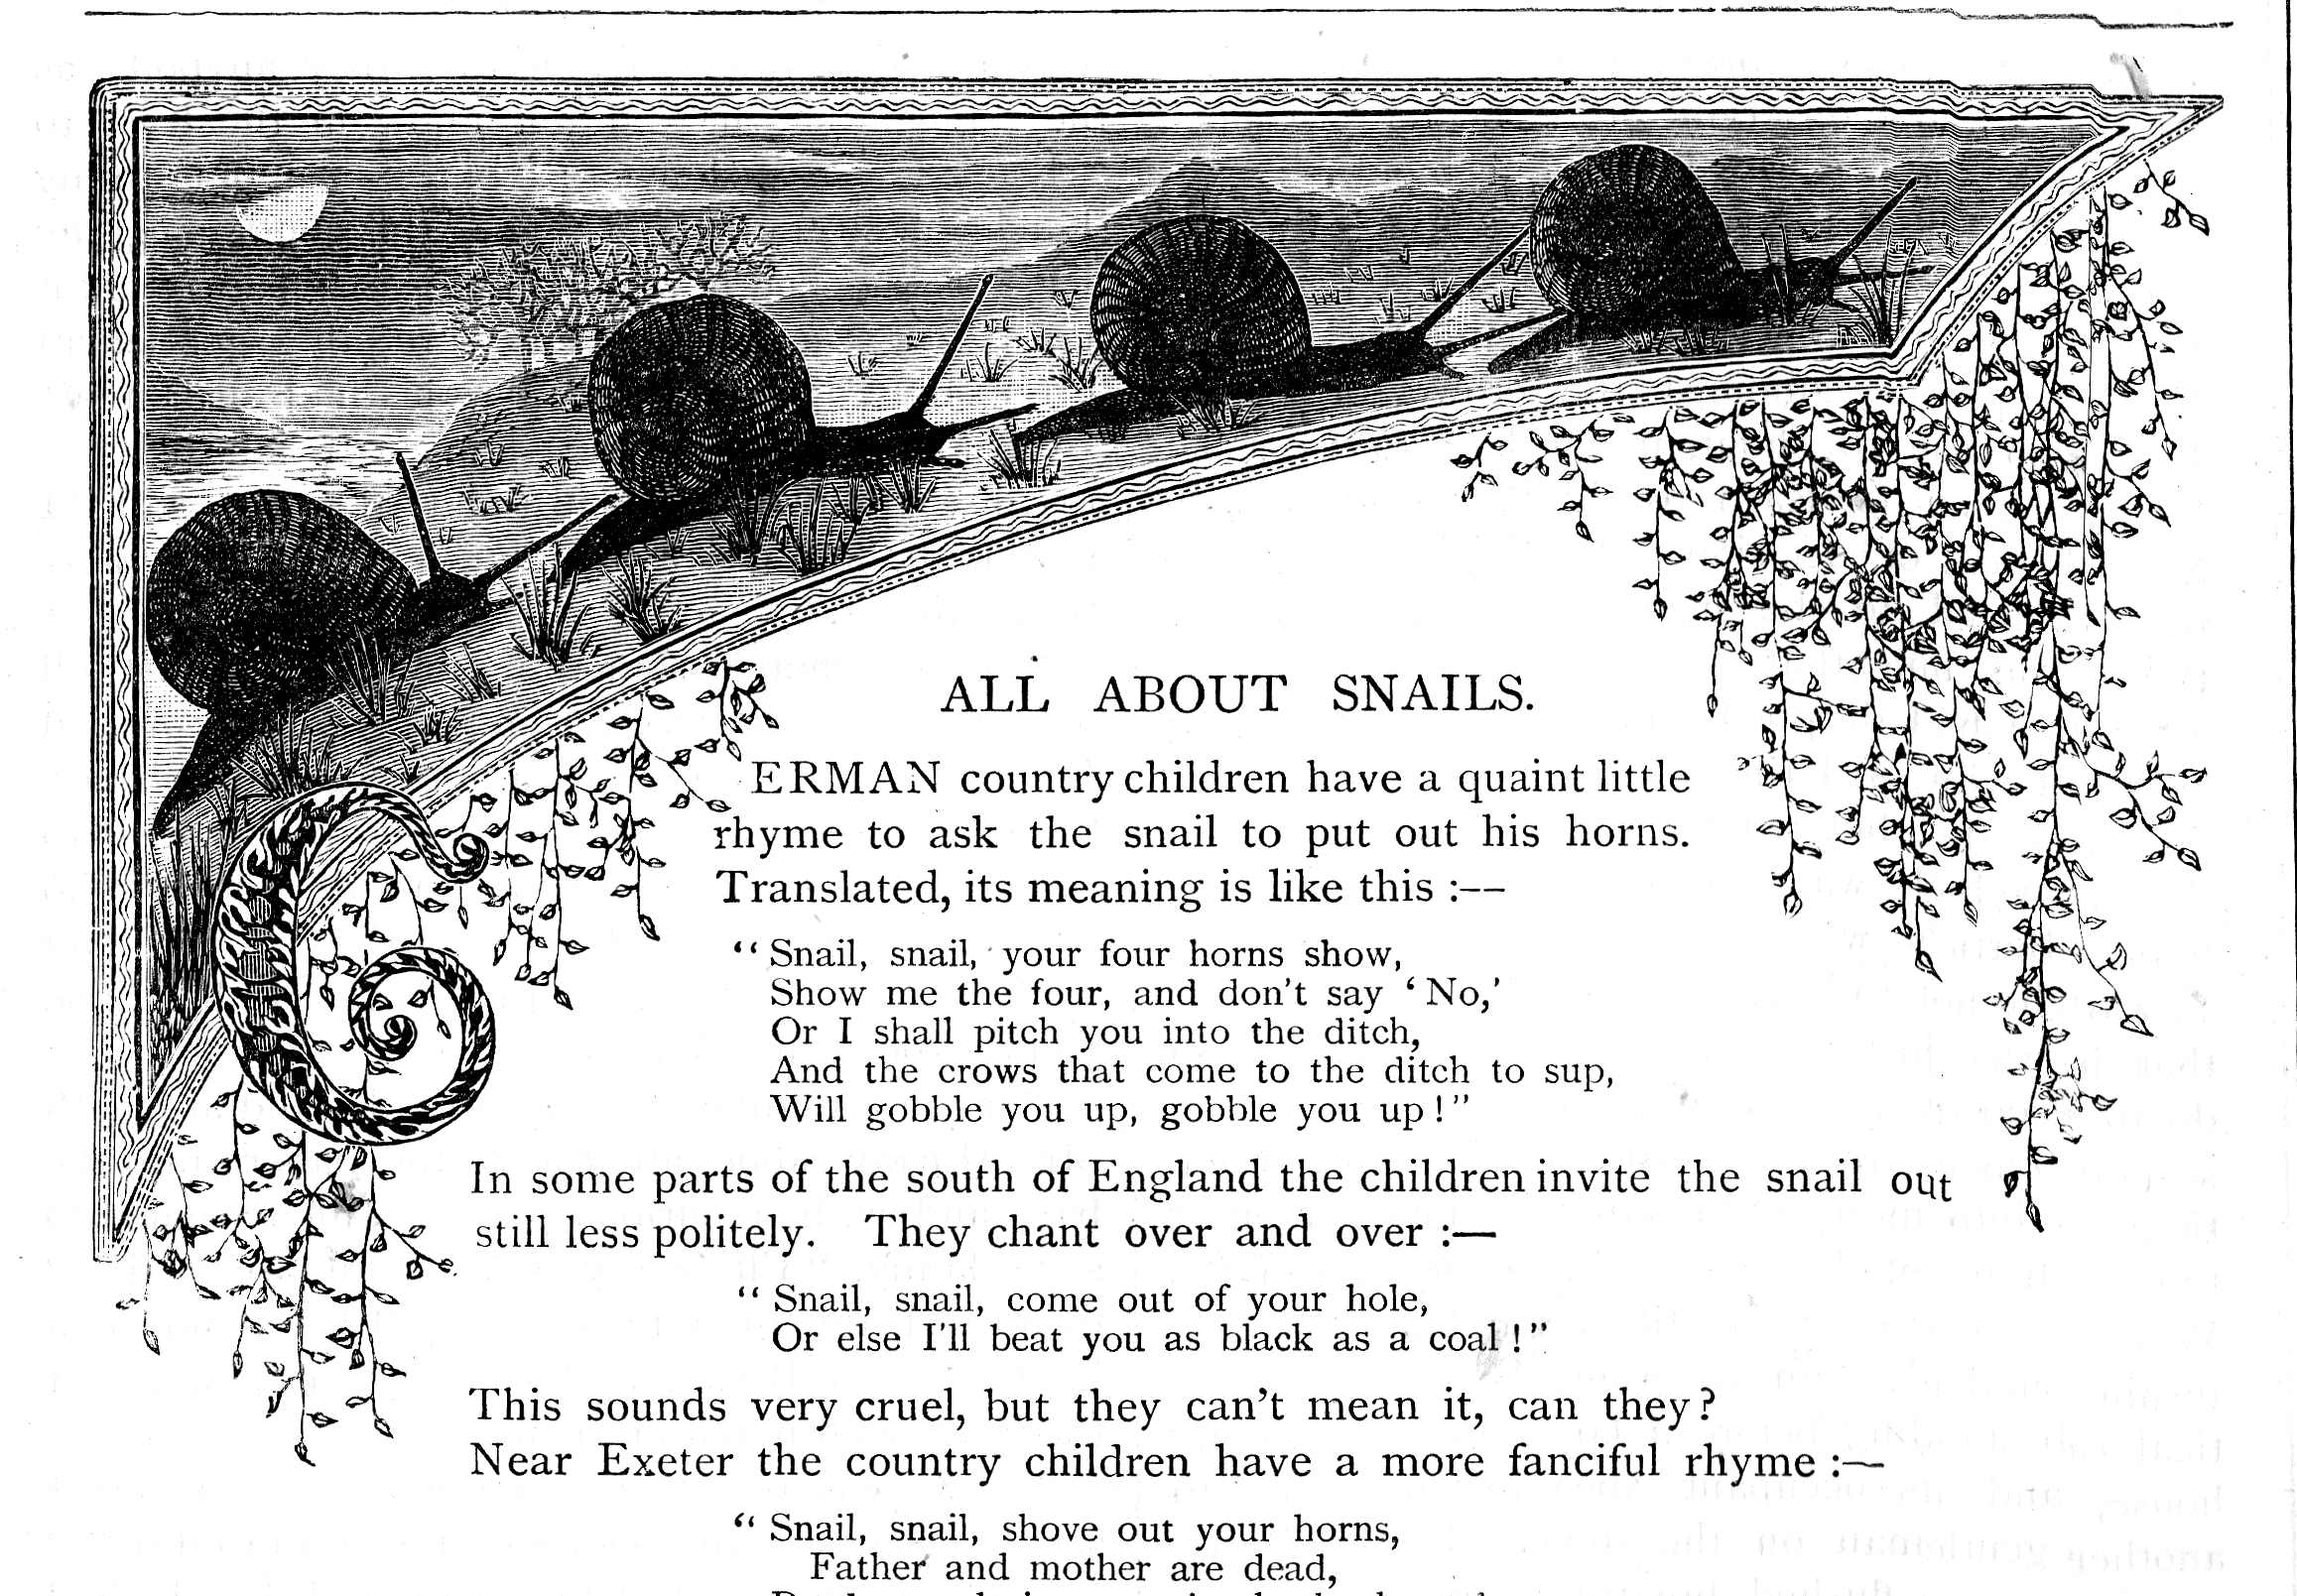 ALL ABOUT SNAILS.
GERMAN country children have a quaint little
rhyme to ask the snail to put out his horns.
Translated, its meaning is like this :--
“ Snail, snail, your four horns show,
Show me the four, and don't say ‘ No,’
Or I shall pitch you into the ditch,
And the crows that come to the ditch to sup,
Will gobble you up, gobble you up !”
In some parts of the south of England the children invite the snail out
still less politely. They chant over and over :—
“ Snail, snail, come out of your hole,
Or else I'll beat you as black as a coal !”
This sounds very cruel, but they can’t mean it, can they?
Near Exeter the country children have a more fanciful rhyme :—
“ Snail, snail, shove out your horns,
Father and mother are dead,